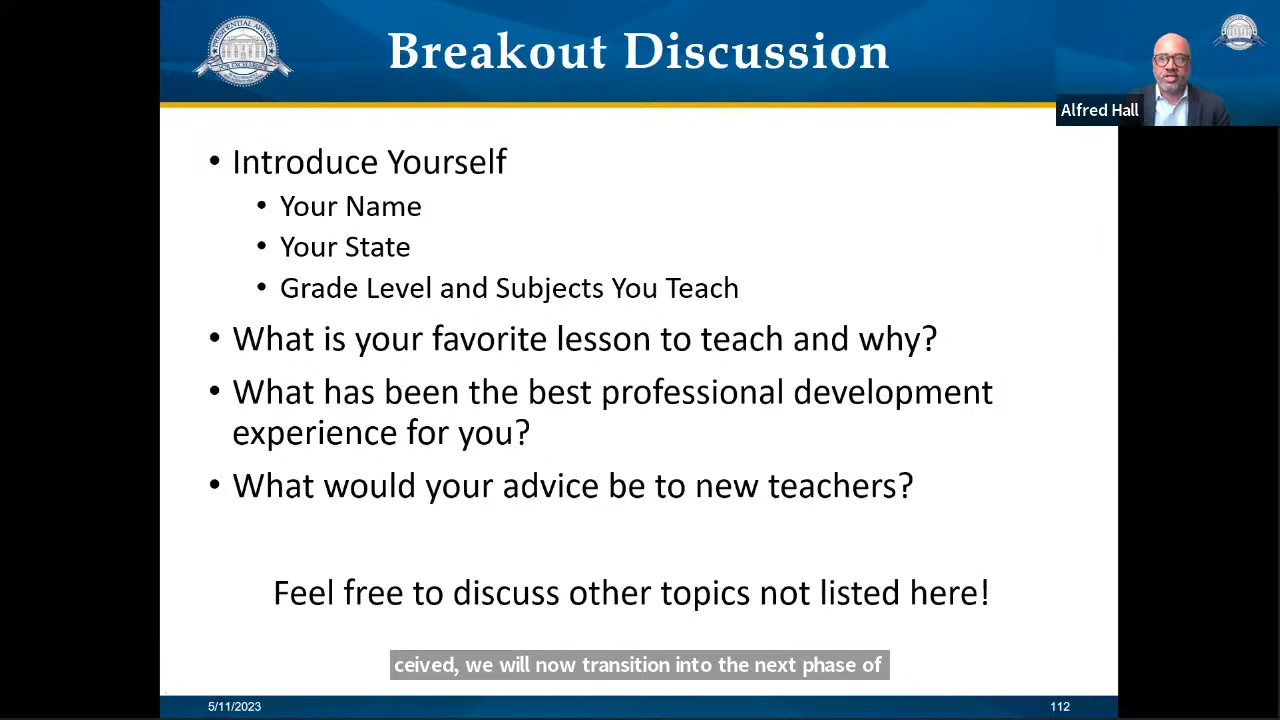 Breakout Discussion
Alfred Hall
• Introduce Yourself
• Your Name
• Your State
• Grade Level and Subjects You Teach
• What is your favorite lesson to teach and why?
• What has been the best professional development
experience for you?
• What would your advice be to new teachers?
Feel free to discuss other topics not listed here!
ceived, we will now transition into the next phase of
5/11/2023
112